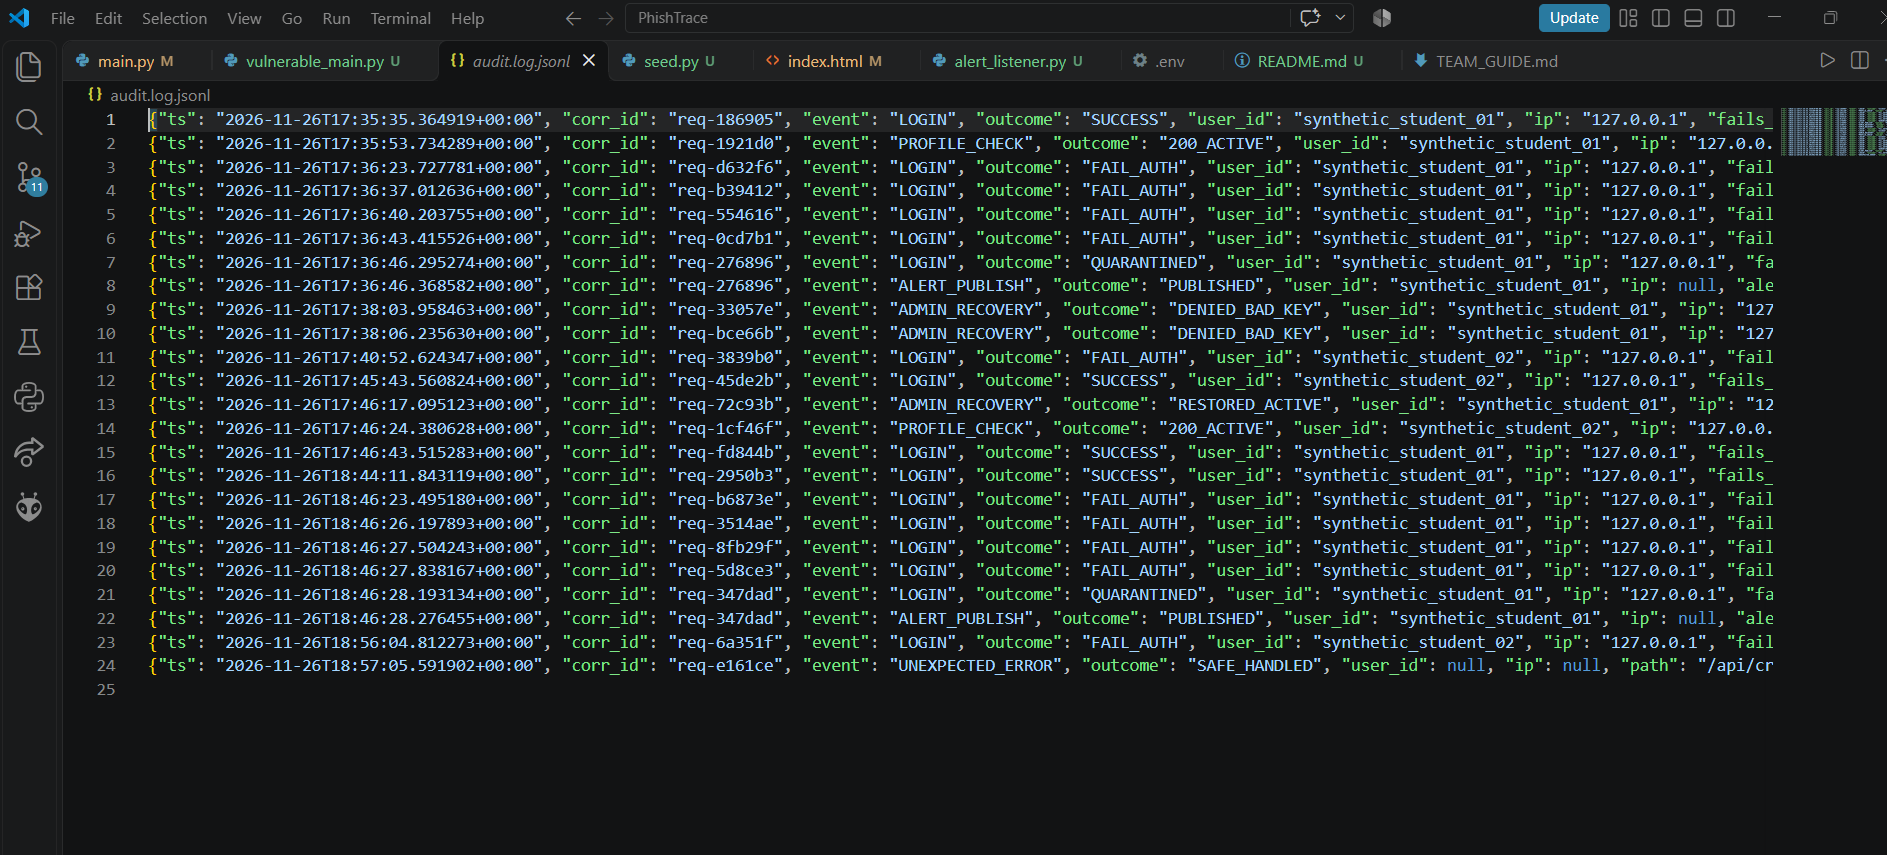 File Edit Selection View Go Run Terminal Help PhishTrace Update
main.py M vulnerable_main.py U {} audit.log.jsonl seed.py U <> index.html M alert_listener.py U .env README.md U TEAM_GUIDE.md
{} audit.log.jsonl
1 {"ts": "2026-11-26T17:35:35.364919+00:00", "corr_id": "req-186905", "event": "LOGIN", "outcome": "SUCCESS", "user_id": "synthetic_student_01", "ip": "127.0.0.1", "fails_
2 {"ts": "2026-11-26T17:35:53.734289+00:00", "corr_id": "req-1921d0", "event": "PROFILE_CHECK", "outcome": "200_ACTIVE", "user_id": "synthetic_student_01", "ip": "127.0.0.
3 {"ts": "2026-11-26T17:36:23.727781+00:00", "corr_id": "req-d632f6", "event": "LOGIN", "outcome": "FAIL_AUTH", "user_id": "synthetic_student_01", "ip": "127.0.0.1", "fail
4 {"ts": "2026-11-26T17:36:37.012636+00:00", "corr_id": "req-b39412", "event": "LOGIN", "outcome": "FAIL_AUTH", "user_id": "synthetic_student_01", "ip": "127.0.0.1", "fail
5 {"ts": "2026-11-26T17:36:40.203755+00:00", "corr_id": "req-554616", "event": "LOGIN", "outcome": "FAIL_AUTH", "user_id": "synthetic_student_01", "ip": "127.0.0.1", "fail
6 {"ts": "2026-11-26T17:36:43.415526+00:00", "corr_id": "req-0cd7b1", "event": "LOGIN", "outcome": "FAIL_AUTH", "user_id": "synthetic_student_01", "ip": "127.0.0.1", "fail
7 {"ts": "2026-11-26T17:36:46.295274+00:00", "corr_id": "req-276896", "event": "LOGIN", "outcome": "QUARANTINED", "user_id": "synthetic_student_01", "ip": "127.0.0.1", "fa
8 {"ts": "2026-11-26T17:36:46.368582+00:00", "corr_id": "req-276896", "event": "ALERT_PUBLISH", "outcome": "PUBLISHED", "user_id": "synthetic_student_01", "ip": null, "ale
9 {"ts": "2026-11-26T17:38:03.958463+00:00", "corr_id": "req-33057e", "event": "ADMIN_RECOVERY", "outcome": "DENIED_BAD_KEY", "user_id": "synthetic_student_01", "ip": "127
10 {"ts": "2026-11-26T17:38:06.235630+00:00", "corr_id": "req-bce66b", "event": "ADMIN_RECOVERY", "outcome": "DENIED_BAD_KEY", "user_id": "synthetic_student_01", "ip": "127
11 {"ts": "2026-11-26T17:40:52.624347+00:00", "corr_id": "req-3839b0", "event": "LOGIN", "outcome": "FAIL_AUTH", "user_id": "synthetic_student_02", "ip": "127.0.0.1", "fail
12 {"ts": "2026-11-26T17:45:43.560824+00:00", "corr_id": "req-45de2b", "event": "LOGIN", "outcome": "SUCCESS", "user_id": "synthetic_student_02", "ip": "127.0.0.1", "fails_
13 {"ts": "2026-11-26T17:46:17.095123+00:00", "corr_id": "req-72c93b", "event": "ADMIN_RECOVERY", "outcome": "RESTORED_ACTIVE", "user_id": "synthetic_student_01", "ip": "12
14 {"ts": "2026-11-26T17:46:24.380628+00:00", "corr_id": "req-1cf46f", "event": "PROFILE_CHECK", "outcome": "200_ACTIVE", "user_id": "synthetic_student_02", "ip": "127.0.0.
15 {"ts": "2026-11-26T17:46:43.515283+00:00", "corr_id": "req-fd844b", "event": "LOGIN", "outcome": "SUCCESS", "user_id": "synthetic_student_01", "ip": "127.0.0.1", "fails_
16 {"ts": "2026-11-26T18:44:11.843119+00:00", "corr_id": "req-2950b3", "event": "LOGIN", "outcome": "SUCCESS", "user_id": "synthetic_student_01", "ip": "127.0.0.1", "fails_
17 {"ts": "2026-11-26T18:46:23.495180+00:00", "corr_id": "req-b6873e", "event": "LOGIN", "outcome": "FAIL_AUTH", "user_id": "synthetic_student_01", "ip": "127.0.0.1", "fail
18 {"ts": "2026-11-26T18:46:26.197893+00:00", "corr_id": "req-3514ae", "event": "LOGIN", "outcome": "FAIL_AUTH", "user_id": "synthetic_student_01", "ip": "127.0.0.1", "fail
19 {"ts": "2026-11-26T18:46:27.504243+00:00", "corr_id": "req-8fb29f", "event": "LOGIN", "outcome": "FAIL_AUTH", "user_id": "synthetic_student_01", "ip": "127.0.0.1", "fail
20 {"ts": "2026-11-26T18:46:27.838167+00:00", "corr_id": "req-5d8ce3", "event": "LOGIN", "outcome": "FAIL_AUTH", "user_id": "synthetic_student_01", "ip": "127.0.0.1", "fail
21 {"ts": "2026-11-26T18:46:28.193134+00:00", "corr_id": "req-347dad", "event": "LOGIN", "outcome": "QUARANTINED", "user_id": "synthetic_student_01", "ip": "127.0.0.1", "fa
22 {"ts": "2026-11-26T18:46:28.276455+00:00", "corr_id": "req-347dad", "event": "ALERT_PUBLISH", "outcome": "PUBLISHED", "user_id": "synthetic_student_01", "ip": null, "ale
23 {"ts": "2026-11-26T18:56:04.812273+00:00", "corr_id": "req-6a351f", "event": "LOGIN", "outcome": "FAIL_AUTH", "user_id": "synthetic_student_02", "ip": "127.0.0.1", "fail
24 {"ts": "2026-11-26T18:57:05.591902+00:00", "corr_id": "req-e161ce", "event": "UNEXPECTED_ERROR", "outcome": "SAFE_HANDLED", "user_id": null, "ip": null, "path": "/api/cr
25
11